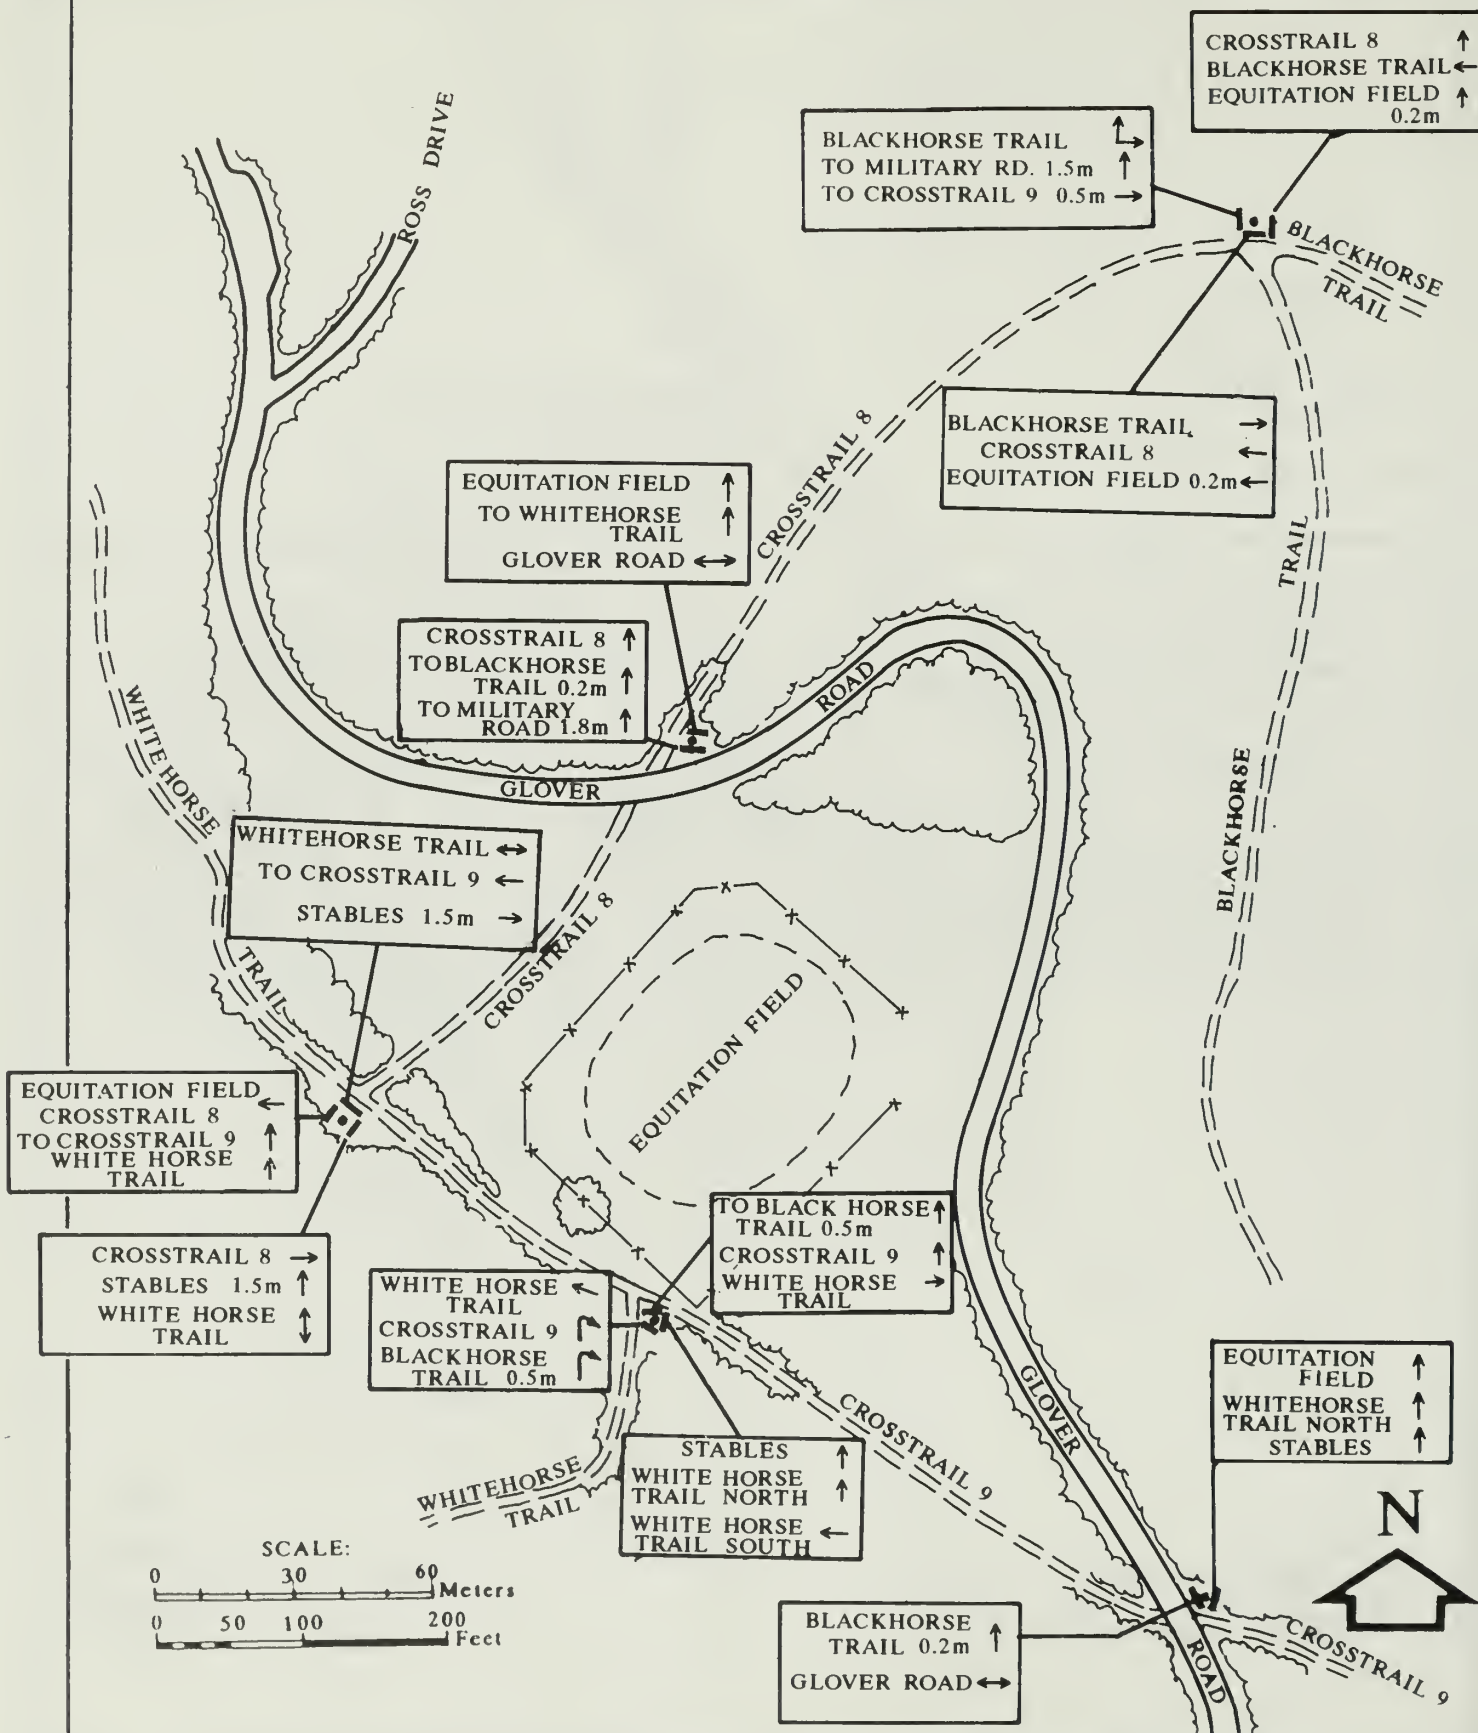 CROSSTRAIL 8 ↑
BLACKHORSE TRAIL ←
EQUITATION FIELD ↑
0.2m
BLACKHORSE TRAIL ↑→
TO MILITARY RD. 1.5m ↑
TO CROSSTRAIL 9 0.5m →
ROSS DRIVE
BLACKHORSE
TRAIL
BLACKHORSE TRAIL →
CROSSTRAIL 8 ←
EQUITATION FIELD 0.2m ←
CROSSTRAIL 8
EQUITATION FIELD ↑
TO WHITEHORSE ↑
TRAIL
GLOVER ROAD ↔
TRAIL
BLACKHORSE
CROSSTRAIL 8 ↑
TO BLACKHORSE ↑
TRAIL 0.2m
TO MILITARY ↑
ROAD 1.8m
ROAD
GLOVER
WHITEHORSE
TRAIL
WHITEHORSE TRAIL ↔
TO CROSSTRAIL 9 ←
STABLES 1.5m →
CROSSTRAIL 8
EQUITATION FIELD
EQUITATION FIELD ←
CROSSTRAIL 8
TO CROSSTRAIL 9 ↑
WHITE HORSE ↑
TRAIL
TO BLACK HORSE ↑
TRAIL 0.5m
CROSSTRAIL 9 ↑
WHITE HORSE →
TRAIL
CROSSTRAIL 8 →
STABLES 1.5m ↑
WHITE HORSE ↕
TRAIL
WHITE HORSE ←
TRAIL
CROSSTRAIL 9 ↱
BLACKHORSE ↱
TRAIL 0.5m
GLOVER
ROAD
EQUITATION ↑
FIELD
WHITEHORSE ↑
TRAIL NORTH
STABLES ↑
CROSSTRAIL 9
STABLES ↑
WHITE HORSE ↑
TRAIL NORTH
WHITE HORSE ←
TRAIL SOUTH
WHITEHORSE
TRAIL
N
SCALE:
0 30 60
Meters
0 50 100 200
Feet
BLACKHORSE ↑
TRAIL 0.2m
GLOVER ROAD ↔
CROSSTRAIL 9